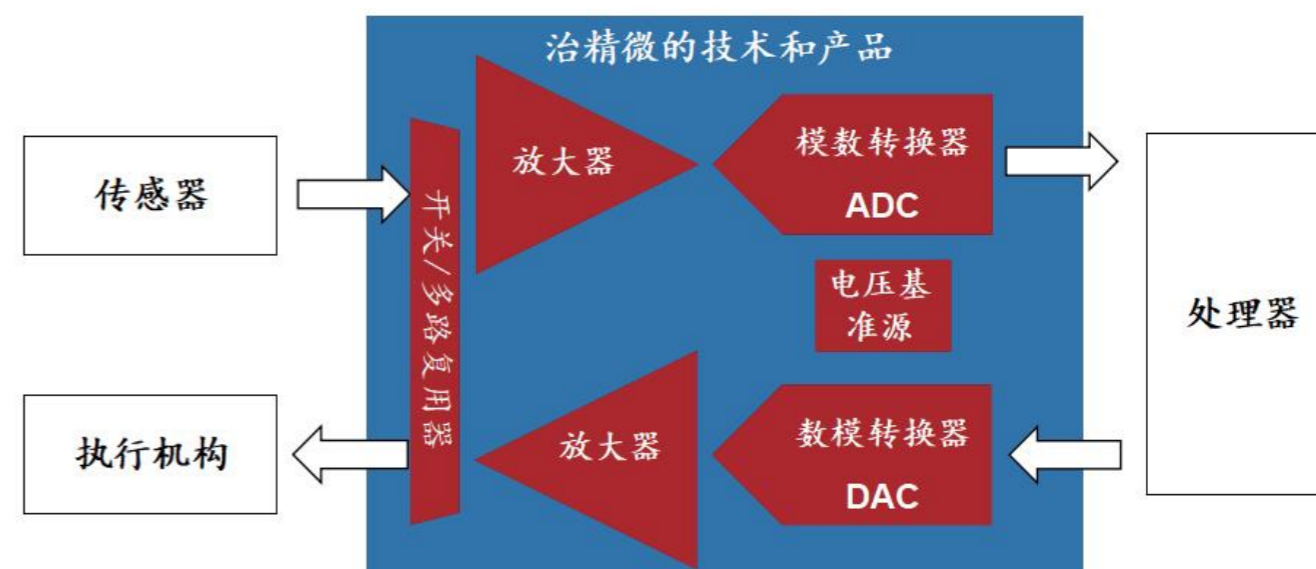 治精微的技术和产品
传感器
开关/多路复用器
放大器
模数转换器
ADC
电压基
准源
处理器
执行机构
放大器
数模转换器
DAC